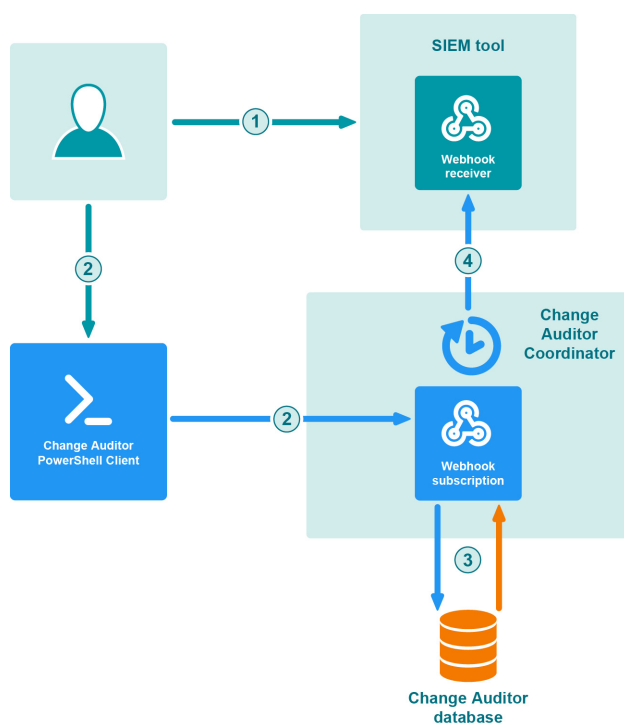 SIEM tool
1
Webhook
receiver
2
4
Change
Auditor
Coordinator
Change Auditor
PowerShell Client
2
Webhook
subscription
3
Change Auditor
database